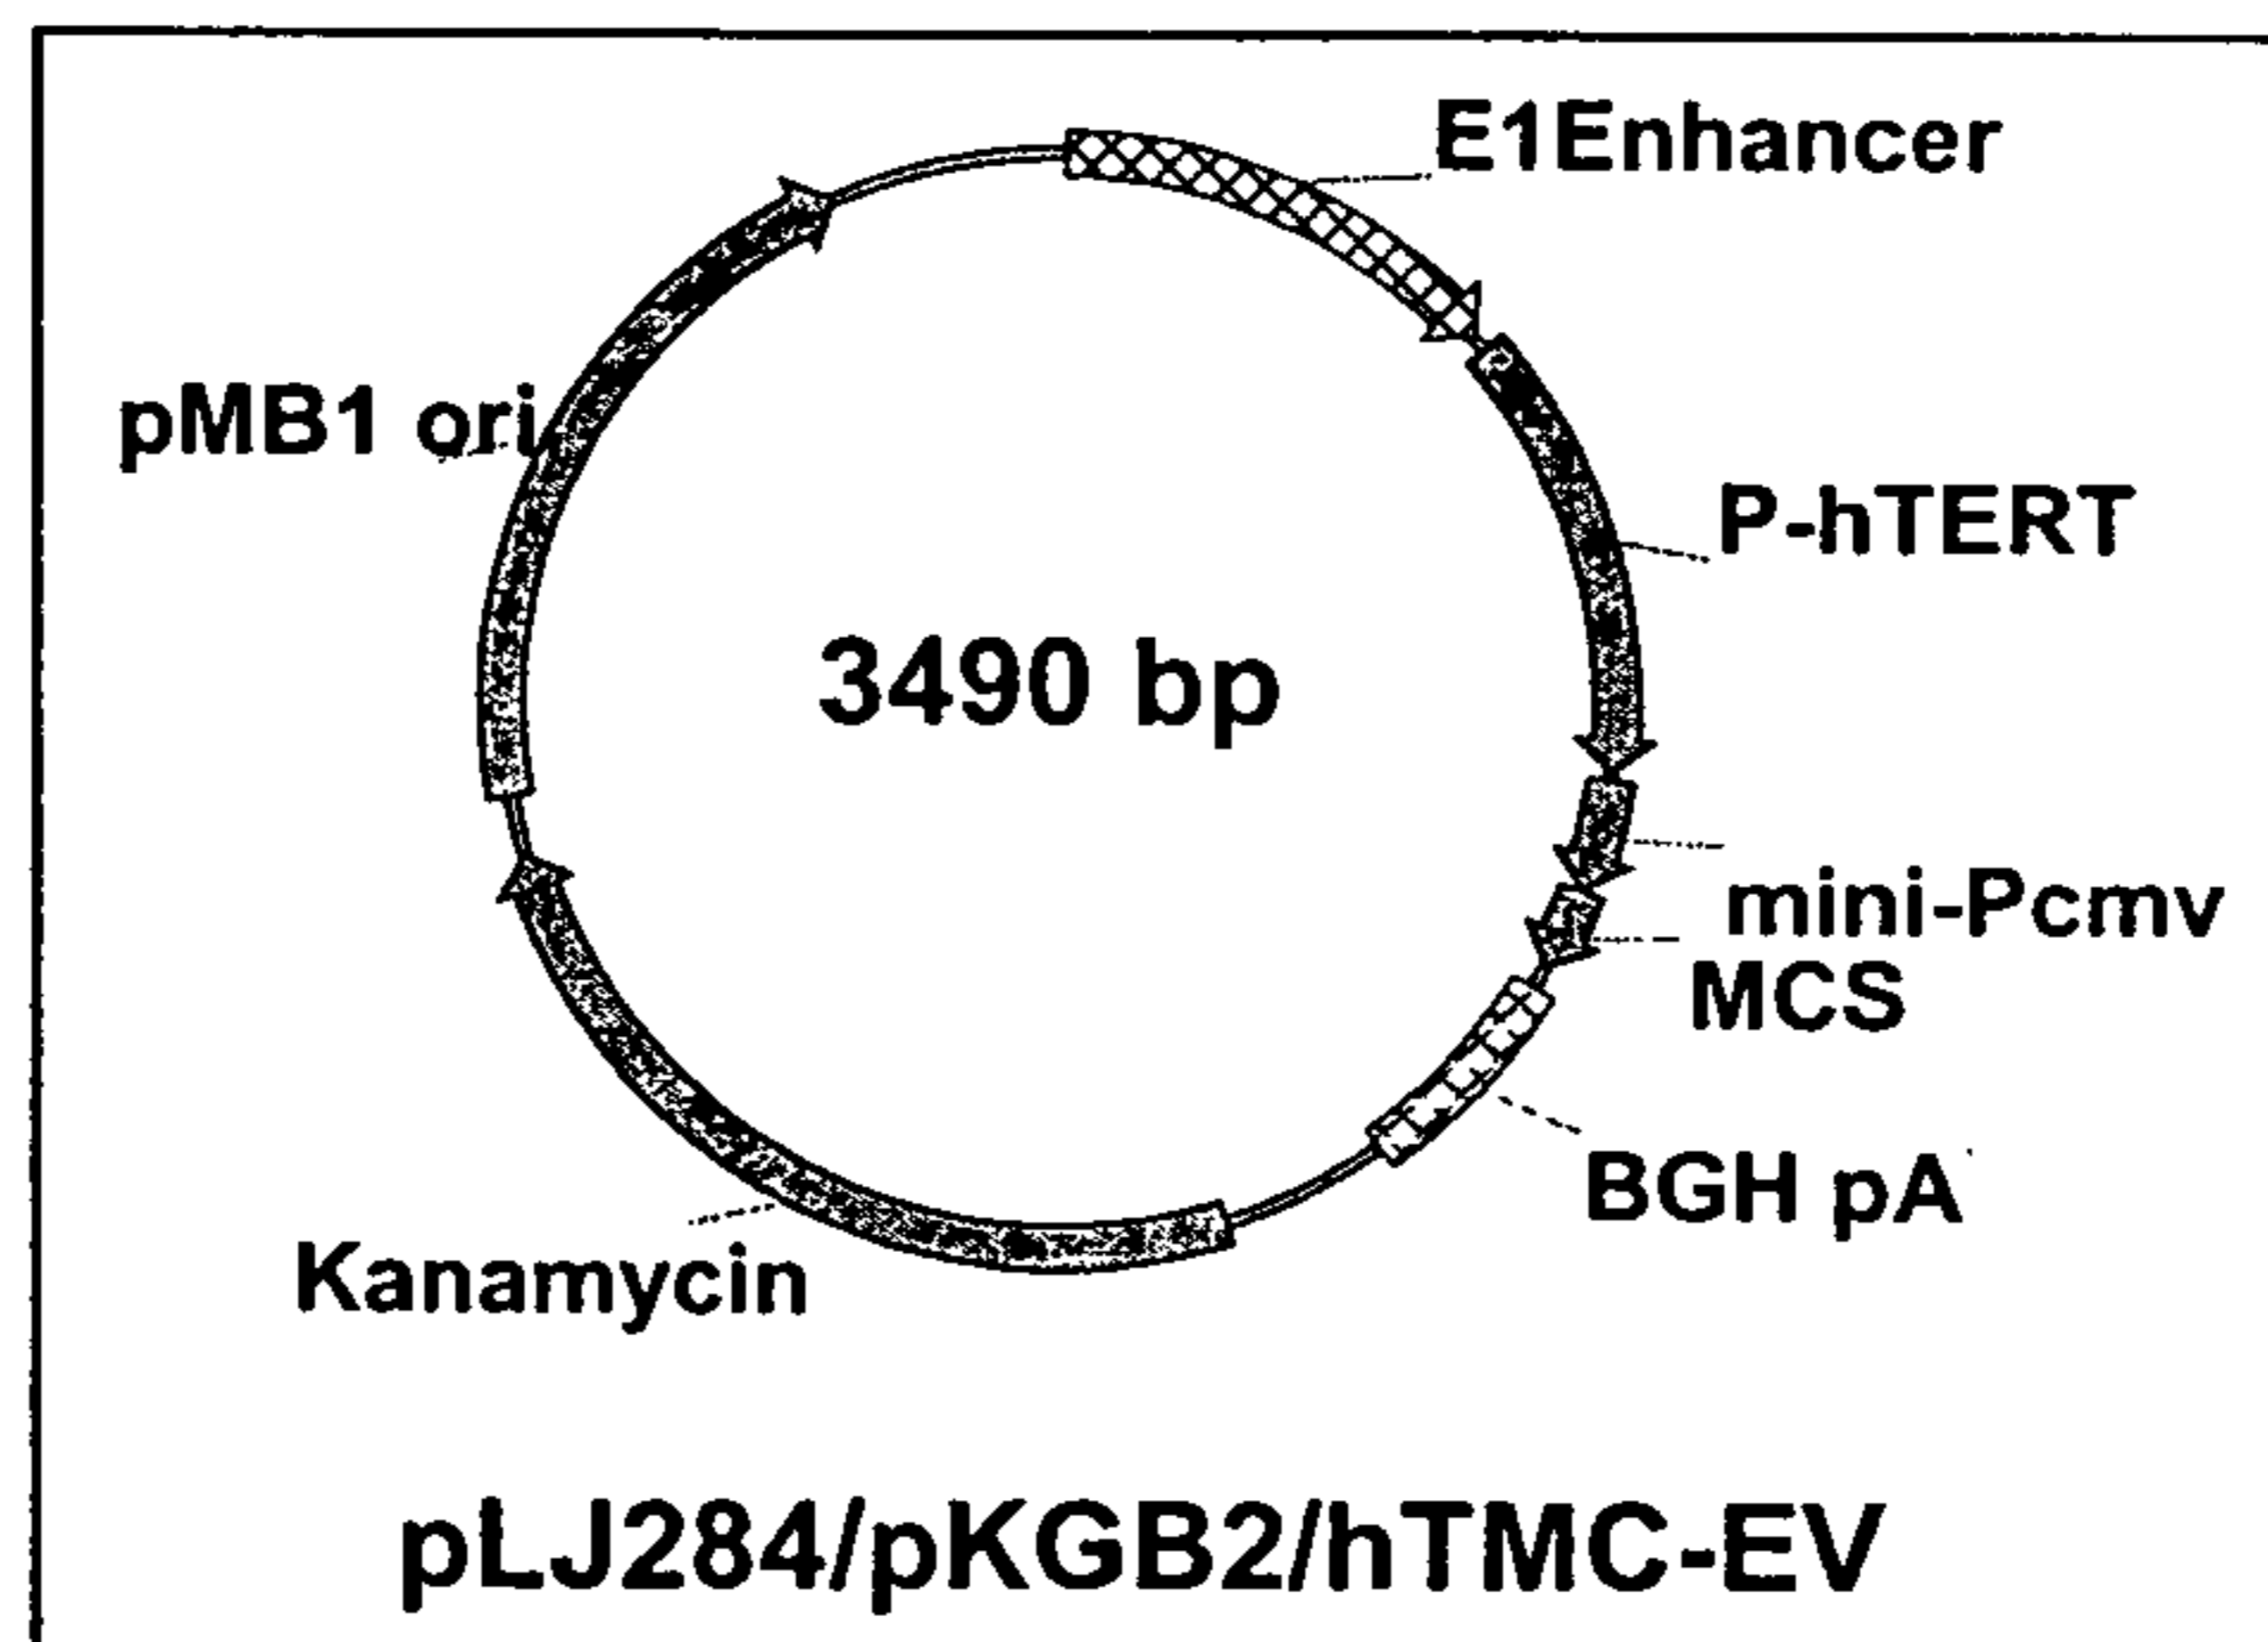 E1Enhancer
pMB1 ori
P-hTERT
3490 bp
mini-Pcmv
MCS
BGH pA
Kanamycin
pLJ284/pKGB2/hTMC-EV